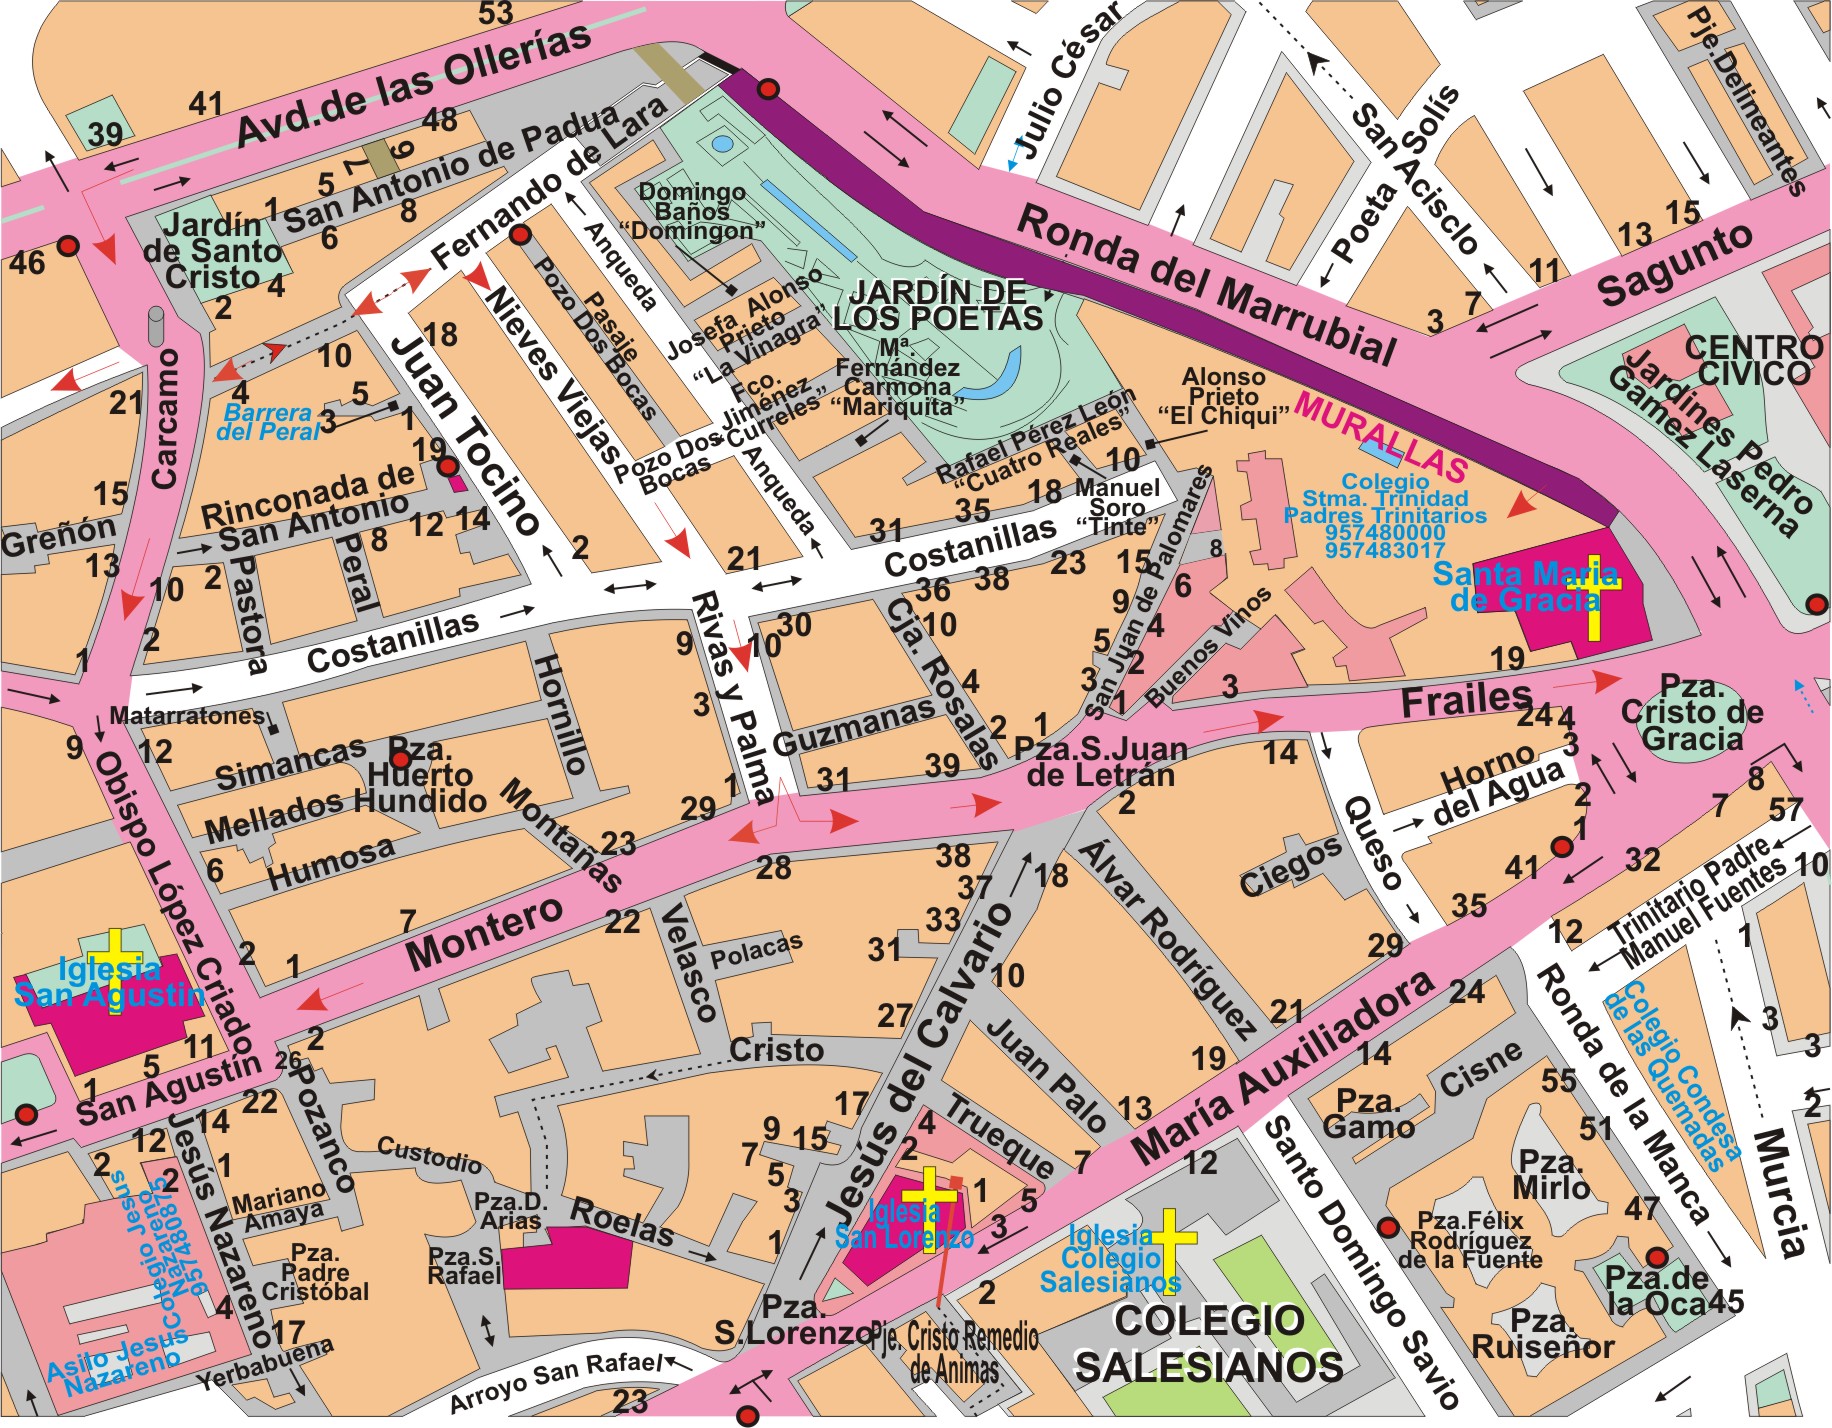 53
Avd.de las Ollerías
41
39
48
46
7
9
5
1
San Antonio de Padua
8
6
Jardín
de Santo
Cristo
4
2
Fernando de Lara
Julio César
San Acisclo
Poeta Solís
Pje.Delineantes
Domingo
Baños
“Domingon”
Anqueda
Pozo Dos Bocas
Pasaje
Nieves Viejas
Josefa Alonso
Prieto
“La Vinagra”
JARDÍN DE
LOS POETAS
Ronda del Marrubial
13
15
11
7
3
Sagunto
CENTRO
CIVICO
Jardines Pedro
Gamez Laserna
18
10
Juan Tocino
21
Carcamo
4
5
3
1
Barrera
del Peral
19
Fco.
Jiménez
“Curreles”
Mª.
Fernández
Carmona
“Mariquita”
Alonso
Prieto
“El Chiqui”
MURALLAS
Rafael Pérez León
“Cuatro Reales”
10
Manuel
Soro
“Tinte”
Pozo Dos
Bocas
Anqueda
Colegio
Stma. Trinidad
Padres Trinitarios
957480000
957483017
Santa Maria
de Gracia
15
Greñón
13
Rinconada de
San Antonio
8
12
14
2
10
2
Pastora
Peral
2
1
Costanillas
21
31
35
18
Costanillas
36
38
23
15
8
6
9
4
5
2
3
1
San Juan de Palomares
Buenos Vinos
3
19
30
10
9
3
1
Rivas y Palma
10
Cja. Rosalas
4
2
1
Guzmanas
31
39
Pza.S.Juan
de Letrán
2
14
Frailes
24
4
3
Horno
del Agua
2
1
Pza.
Cristo de
Gracia
8
7
57
32
10
41
35
Queso
Ciegos
29
Trinitario Padre
Manuel Fuentes
12
1
3
3
2
Matarratones
9
12
Simancas
Pza.
Huerto
Hundido
Hornillo
Mellados
Humosa
Montañas
6
Obispo López Criado
29
23
28
38
37
33
31
27
18
10
Álvar Rodríguez
21
24
19
14
13
María Auxiliadora
7
Montero
2
1
22
Velasco
Polacas
Cristo
Jesús del Calvario
Juan Palo
Trueque
Iglesia
San Agustin
11
5
1
San Agustín
2
26
22
Pozanco
14
12
2
2
1
Jesús Nazareno
Custodio
Mariano
Amaya
Pza.
Padre
Cristóbal
Pza.D.
Arias
Pza.S.
Rafael
Roelas
17
9
15
7
5
3
1
4
2
1
5
3
Iglesia
San Lorenzo
2
Pza.
S.Lorenzo
Pje. Cristo Remedio
de Animas
Iglesia
Colegio
Salesianos
COLEGIO
SALESIANOS
12
Santo Domingo Savio
Pza.
Gamo
Cisne
55
51
Pza.
Mirlo
47
Pza.Félix
Rodríguez
de la Fuente
Pza.de
la Oca
45
Pza.
Ruiseñor
Ronda de la Manca
Colegio Condesa
de las Quemadas
Murcia
Colegio Jesus
Nazareno
957480875
Asilo Jesus
Nazareno
4
17
Yerbabuena
Arroyo San Rafael
23